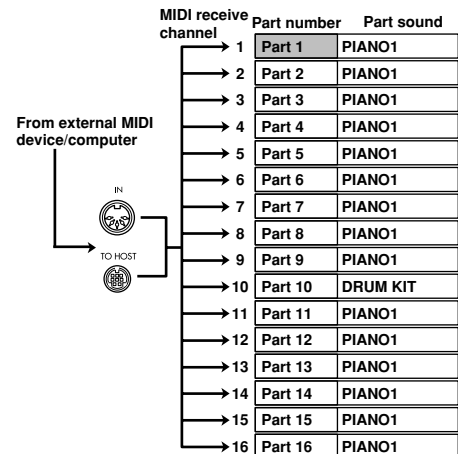 MIDI receive channel
Part number
Part sound
1 Part 1 PIANO1
2 Part 2 PIANO1
3 Part 3 PIANO1
From external MIDI device/computer
4 Part 4 PIANO1
5 Part 5 PIANO1
6 Part 6 PIANO1
IN
7 Part 7 PIANO1
8 Part 8 PIANO1
TO HOST
9 Part 9 PIANO1
10 Part 10 DRUM KIT
11 Part 11 PIANO1
12 Part 12 PIANO1
13 Part 13 PIANO1
14 Part 14 PIANO1
15 Part 15 PIANO1
16 Part 16 PIANO1